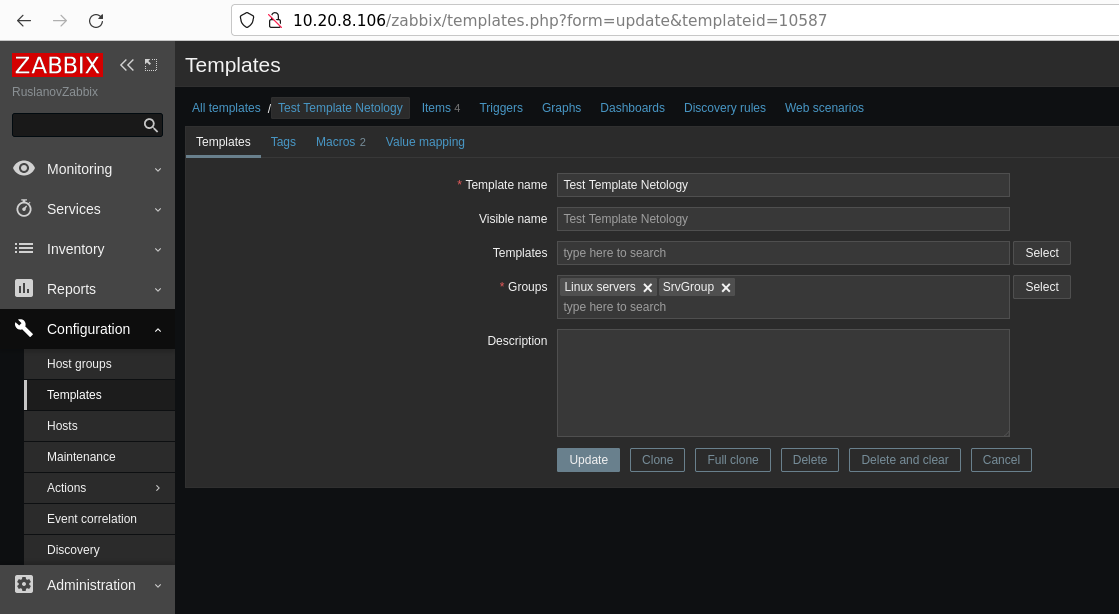 10.20.8.106/zabbix/templates.php?form=update&templateid=10587
ZABBIX
RuslanovZabbix
Monitoring
Services
Inventory
Reports
Configuration
Host groups
Templates
Hosts
Maintenance
Actions
Event correlation
Discovery
Administration
Templates
All templates / Test Template Netology Items 4 Triggers Graphs Dashboards Discovery rules Web scenarios
Templates Tags Macros 2 Value mapping
* Template name Test Template Netology
Visible name Test Template Netology
Templates type here to search Select
* Groups Linux servers SrvGroup Select
type here to search
Description
Update Clone Full clone Delete Delete and clear Cancel